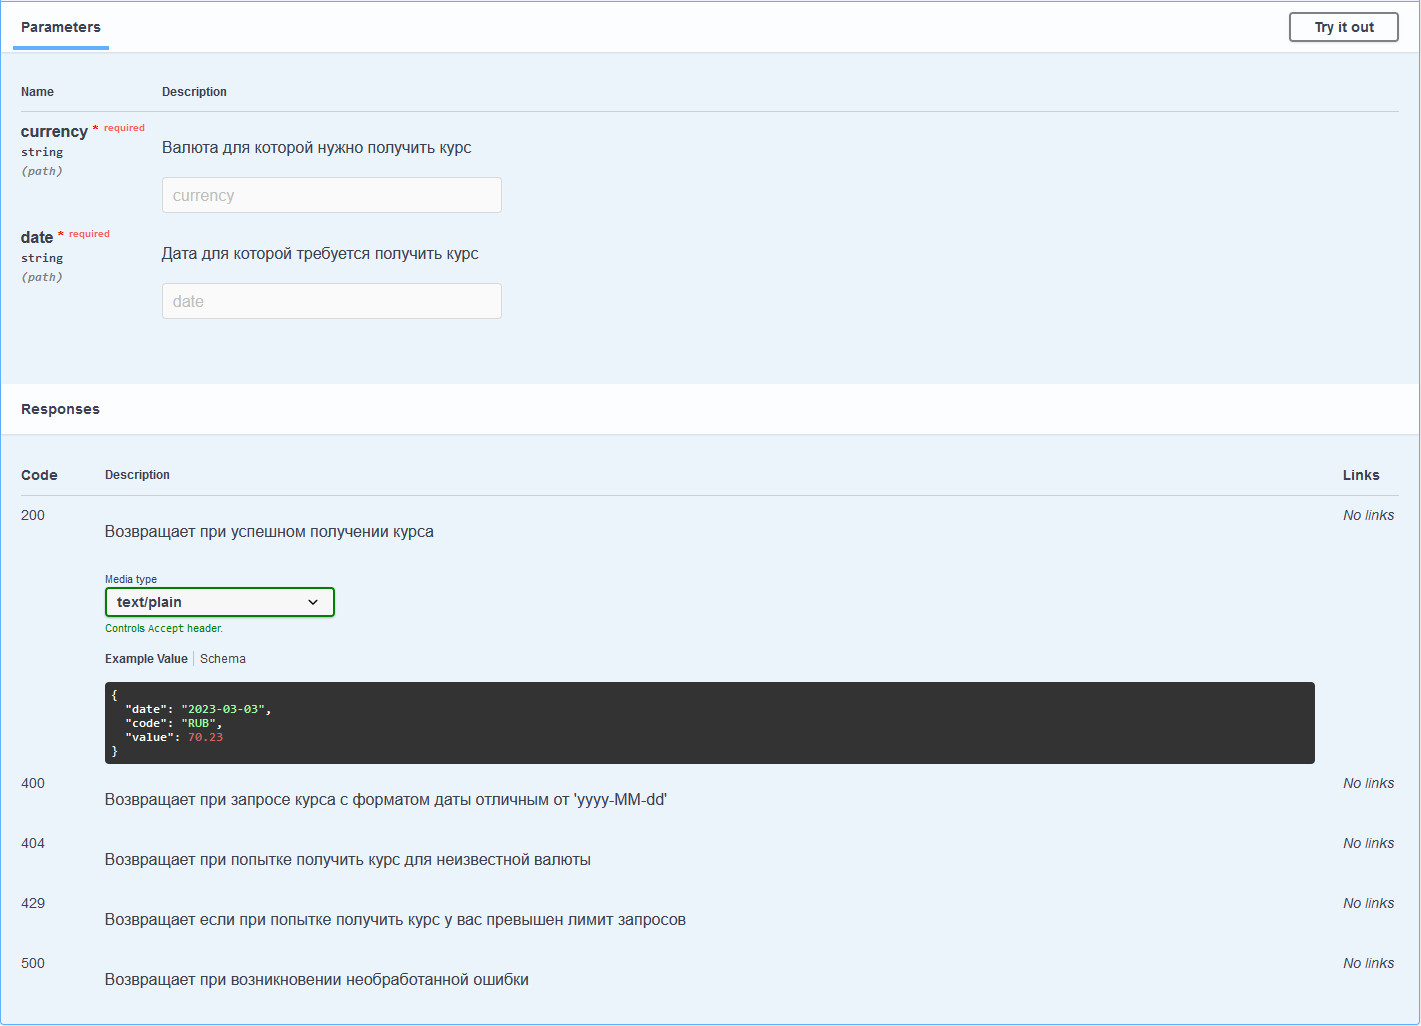 Parameters
Try it out
Name Description
currency * required
string
(path)
Валюта для которой нужно получить курс
currency
date * required
string
(path)
Дата для которой требуется получить курс
date
Responses
Code Description Links
200 No links
Возвращает при успешном получении курса
Media type
text/plain
Controls Accept header.
Example Value Schema
{
"date": "2023-03-03",
"code": "RUB",
"value": 70.23
}
400 No links
Возвращает при запросе курса с форматом даты отличным от 'yyyy-MM-dd'
404 No links
Возвращает при попытке получить курс для неизвестной валюты
429 No links
Возвращает если при попытке получить курс у вас превышен лимит запросов
500 No links
Возвращает при возникновении необработанной ошибки